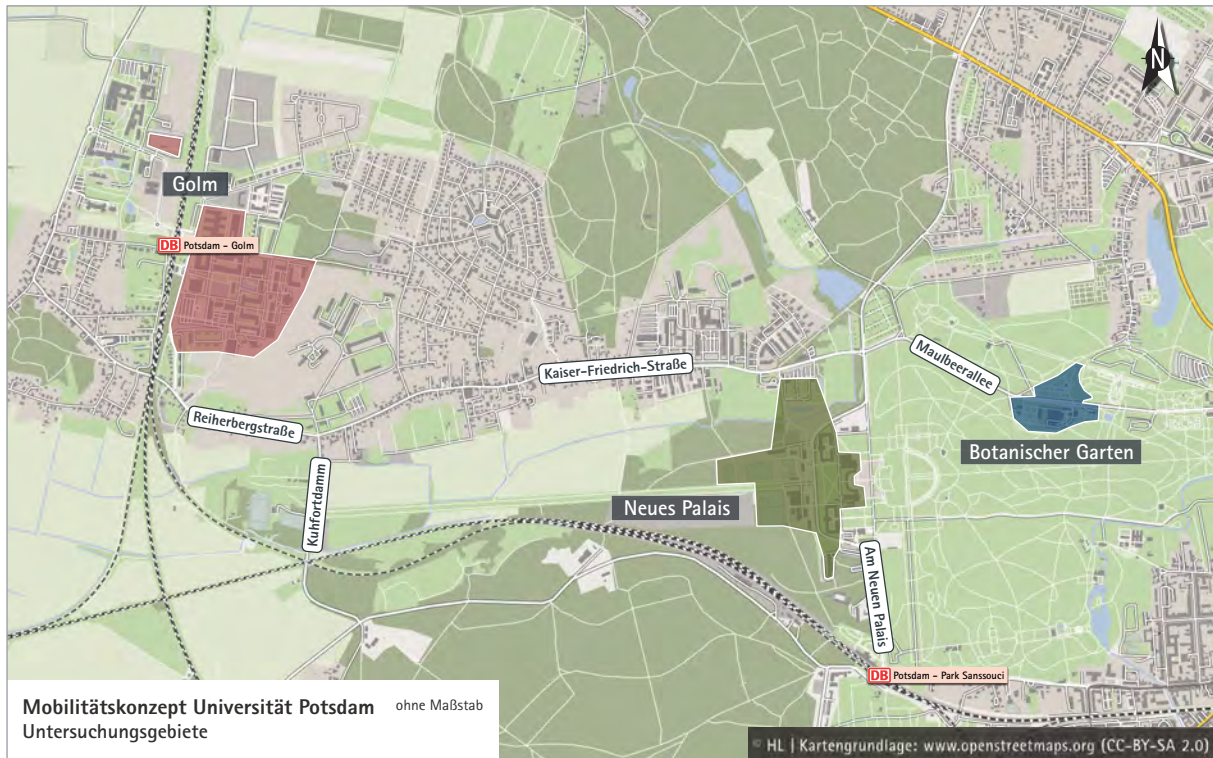 N
Golm
DB Potsdam - Golm
Kaiser-Friedrich-Straße
Maulbeerallee
Reiherbergstraße
Botanischer Garten
Kuhfortdamm
Neues Palais
Am Neuen Palais
DB Potsdam - Park Sanssouci
Mobilitätskonzept Universität Potsdam ohne Maßstab
Untersuchungsgebiete
© HL | Kartengrundlage: www.openstreetmaps.org (CC-BY-SA 2.0)